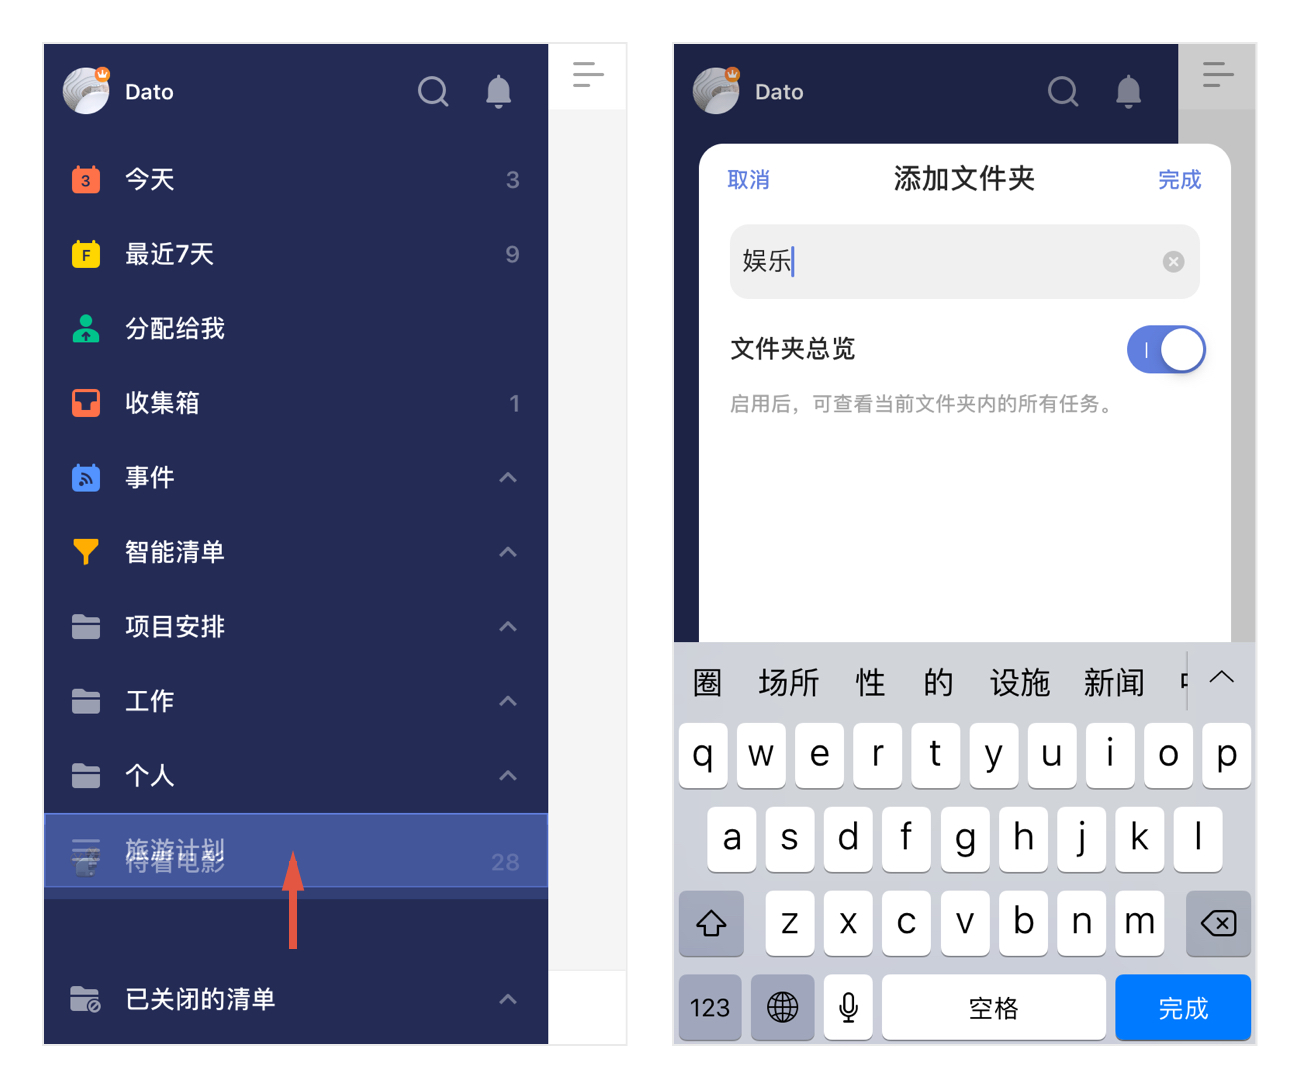 Dato
3
今天
3
F
最近7天
9
分配给我
收集箱
1
事件
智能清单
项目安排
工作
个人
旅游计划
待看电影
28
已关闭的清单
Dato
取消
添加文件夹
完成
娱乐
文件夹总览
启用后，可查看当前文件夹内的所有任务。
圈 场所 性 的 设施 新闻
q w e r t y u i o p
a s d f g h j k l
z x c v b n m
123 空格 完成